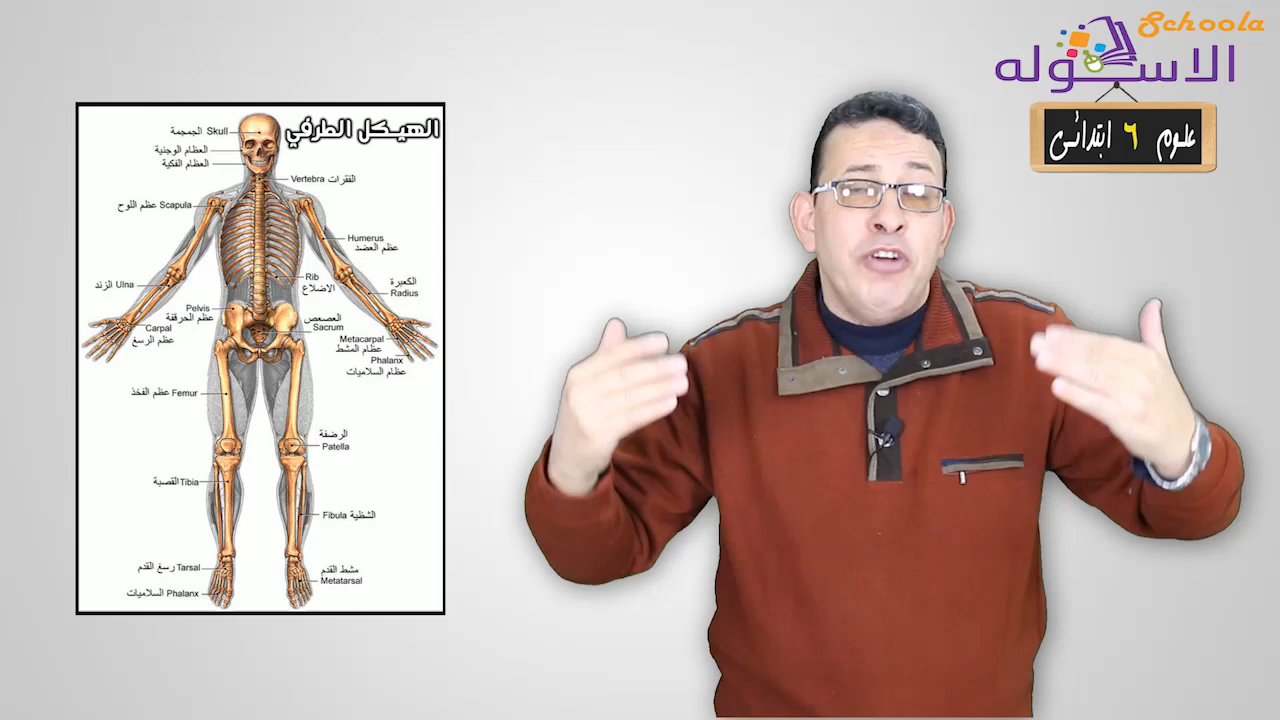 Schoola
الاسكوله
علوم ٦ ابتدائى
الهيكل الطرفي
الجمجمة Skull
العظام الوجنية
العظام الفكية
Vertebra الفقرات
عظم اللوح Scapula
Humerus
عظم العضد
Rib
الاضلاع
الكعبرة
Radius
الزند Ulna
Pelvis
عظم الحرقفة
العصعص
Sacrum
Carpal
عظم الرسغ
Metacarpal
عظام المشط
Phalanx
عظام السلاميات
عظم الفخذ Femur
الرضفة
Patella
القصبة Tibia
Fibula الشظية
رسغ القدم Tarsal
مشط القدم
Metatarsal
السلاميات Phalanx